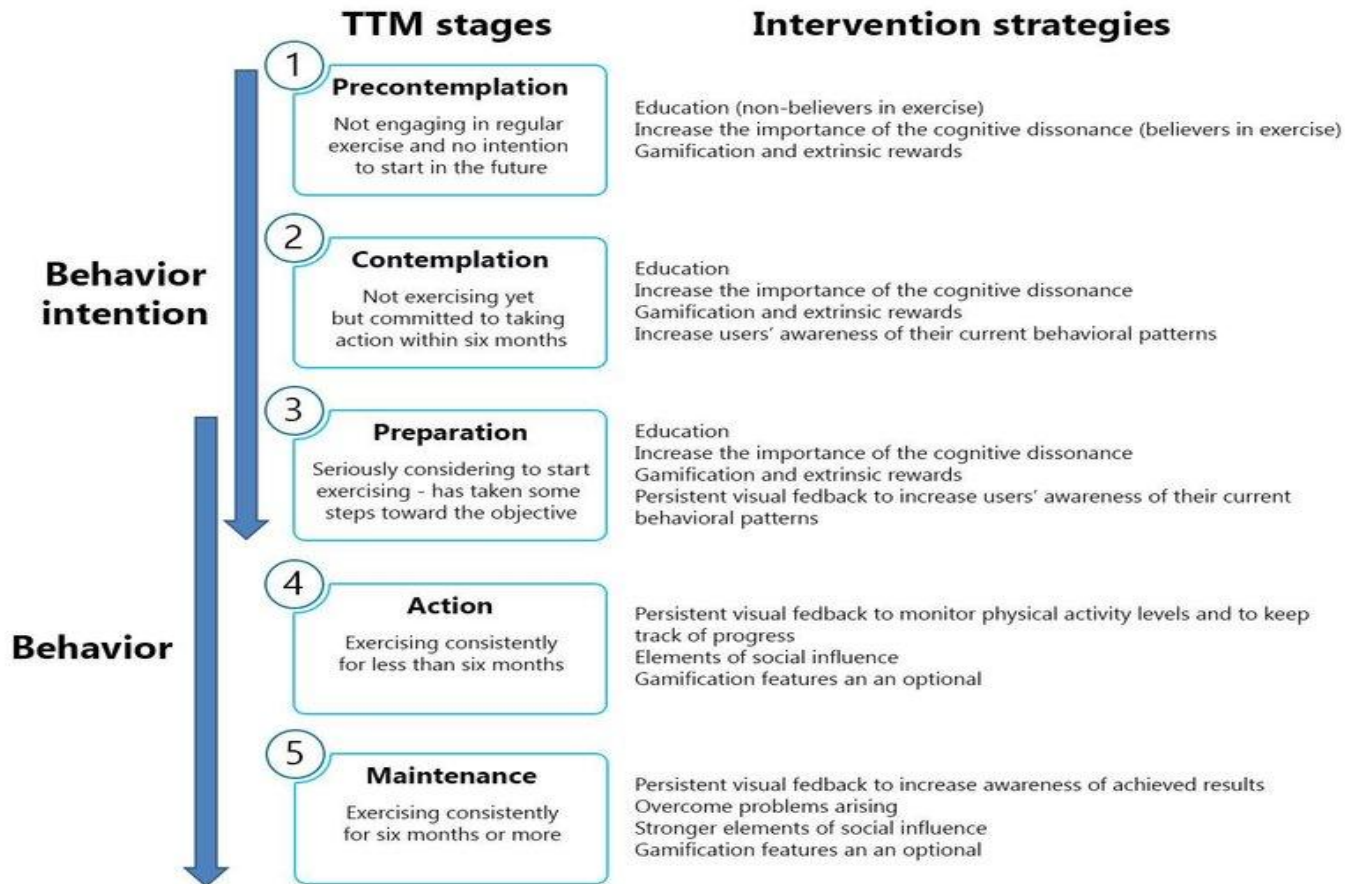 TTM stages
Intervention strategies
1
Precontemplation
Not engaging in regular
exercise and no intention
to start in the future
Education (non-believers in exercise)
Increase the importance of the cognitive dissonance (believers in exercise)
Gamification and extrinsic rewards
Behavior
intention
2
Contemplation
Not exercising yet
but committed to taking
action within six months
Education
Increase the importance of the cognitive dissonance
Gamification and extrinsic rewards
Increase users’ awareness of their current behavioral patterns
3
Preparation
Seriously considering to start
exercising - has taken some
steps toward the objective
Education
Increase the importance of the cognitive dissonance
Gamification and extrinsic rewards
Persistent visual fedback to increase users’ awareness of their current
behavioral patterns
Behavior
4
Action
Exercising consistently
for less than six months
Persistent visual fedback to monitor physical activity levels and to keep
track of progress
Elements of social influence
Gamification features an an optional
5
Maintenance
Exercising consistently
for six months or more
Persistent visual fedback to increase awareness of achieved results
Overcome problems arising
Stronger elements of social influence
Gamification features an an optional